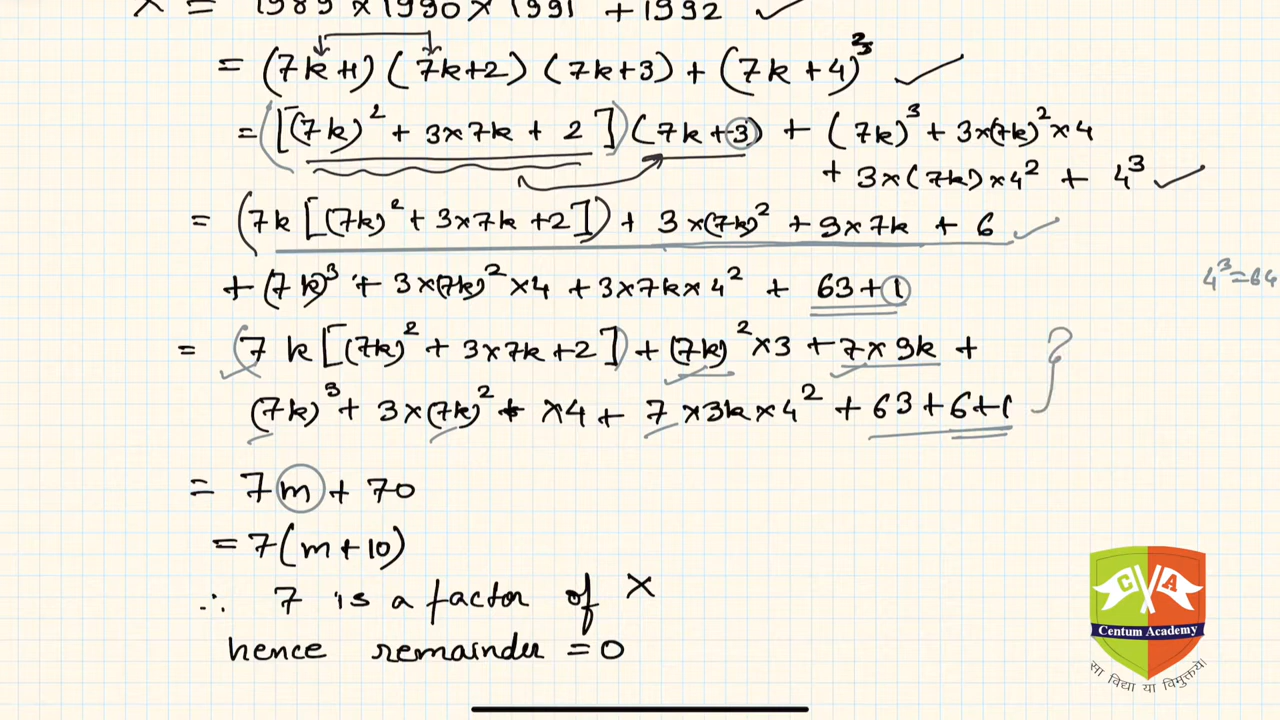 X = 1989 × 1990 × 1991 + 1992
= (7k+1) (7k+2) (7k+3) + (7k+4)³
= [(7k)² + 3×7k + 2] (7k+3) + (7k)³ + 3×(7k)²×4
+ 3×(7k)×4² + 4³
= (7k [(7k)² + 3×7k +2]) + 3×(7k)² + 9×7k + 6
+ (7k)³ + 3×(7k)²×4 + 3×7k×4² + 63+1
4³=64
= (7k[(7k)² + 3×7k+2]) + (7k)²×3 + 7×9k +
(7k)³ + 3×(7k)² ×4 + 7×3k×4² + 63+6+1
= 7m + 70
= 7(m+10)
∴ 7 is a factor of X
hence remainder = 0
CA
Centum Academy
सा विद्या या विमुक्तये।